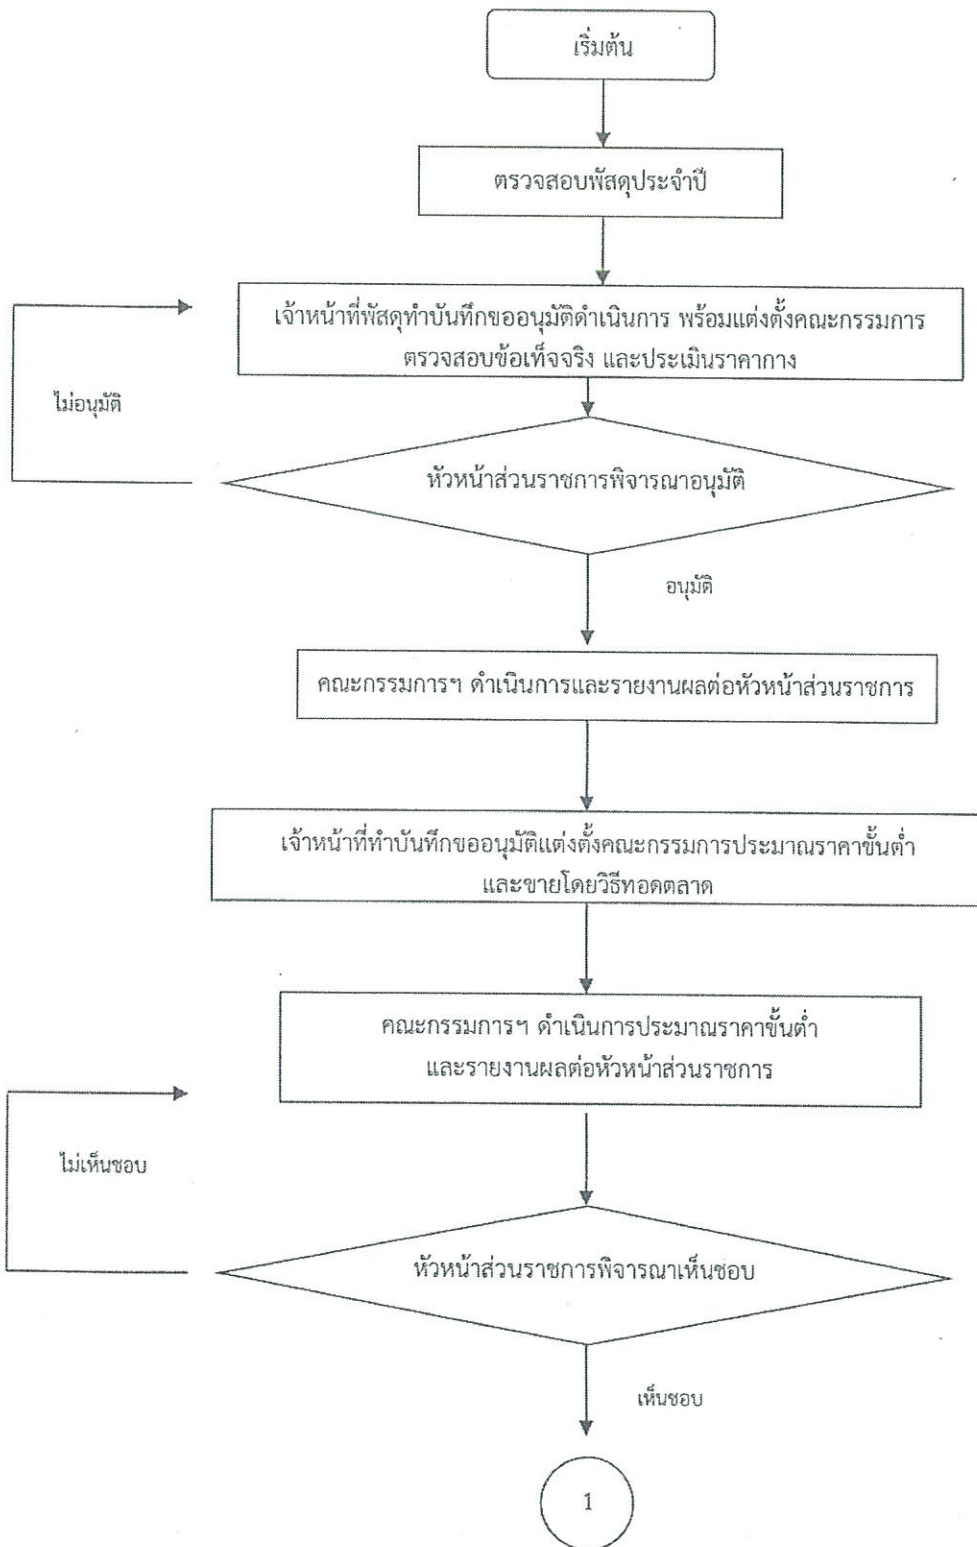 เริ่มต้น
ตรวจสอบพัสดุประจำปี
เจ้าหน้าที่พัสดุทำบันทึกขออนุมัติดำเนินการ พร้อมแต่งตั้งคณะกรรมการ
ตรวจสอบข้อเท็จจริง และประเมินราคากลาง
ไม่อนุมัติ
หัวหน้าส่วนราชการพิจารณาอนุมัติ
อนุมัติ
คณะกรรมการฯ ดำเนินการและรายงานผลต่อหัวหน้าส่วนราชการ
เจ้าหน้าที่ทำบันทึกขออนุมัติแต่งตั้งคณะกรรมการประมาณราคาขั้นต่ำ
และขายโดยวิธีทอดตลาด
คณะกรรมการฯ ดำเนินการประมาณราคาขั้นต่ำ
และรายงานผลต่อหัวหน้าส่วนราชการ
ไม่เห็นชอบ
หัวหน้าส่วนราชการพิจารณาเห็นชอบ
เห็นชอบ
1